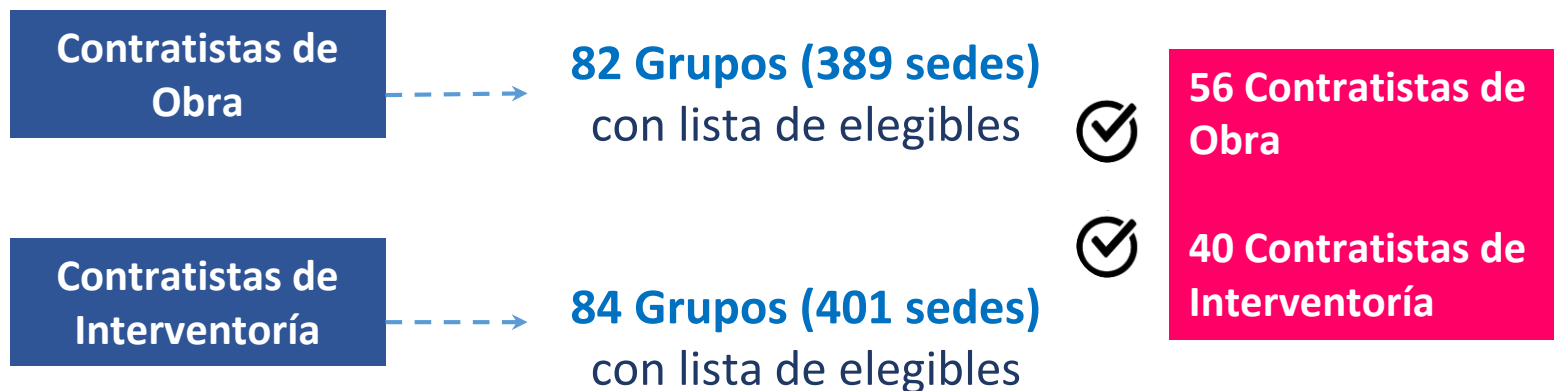 Contratistas de
Obra
82 Grupos (389 sedes)
con lista de elegibles
56 Contratistas de
Obra
Contratistas de
Interventoría
84 Grupos (401 sedes)
con lista de elegibles
40 Contratistas de
Interventoría